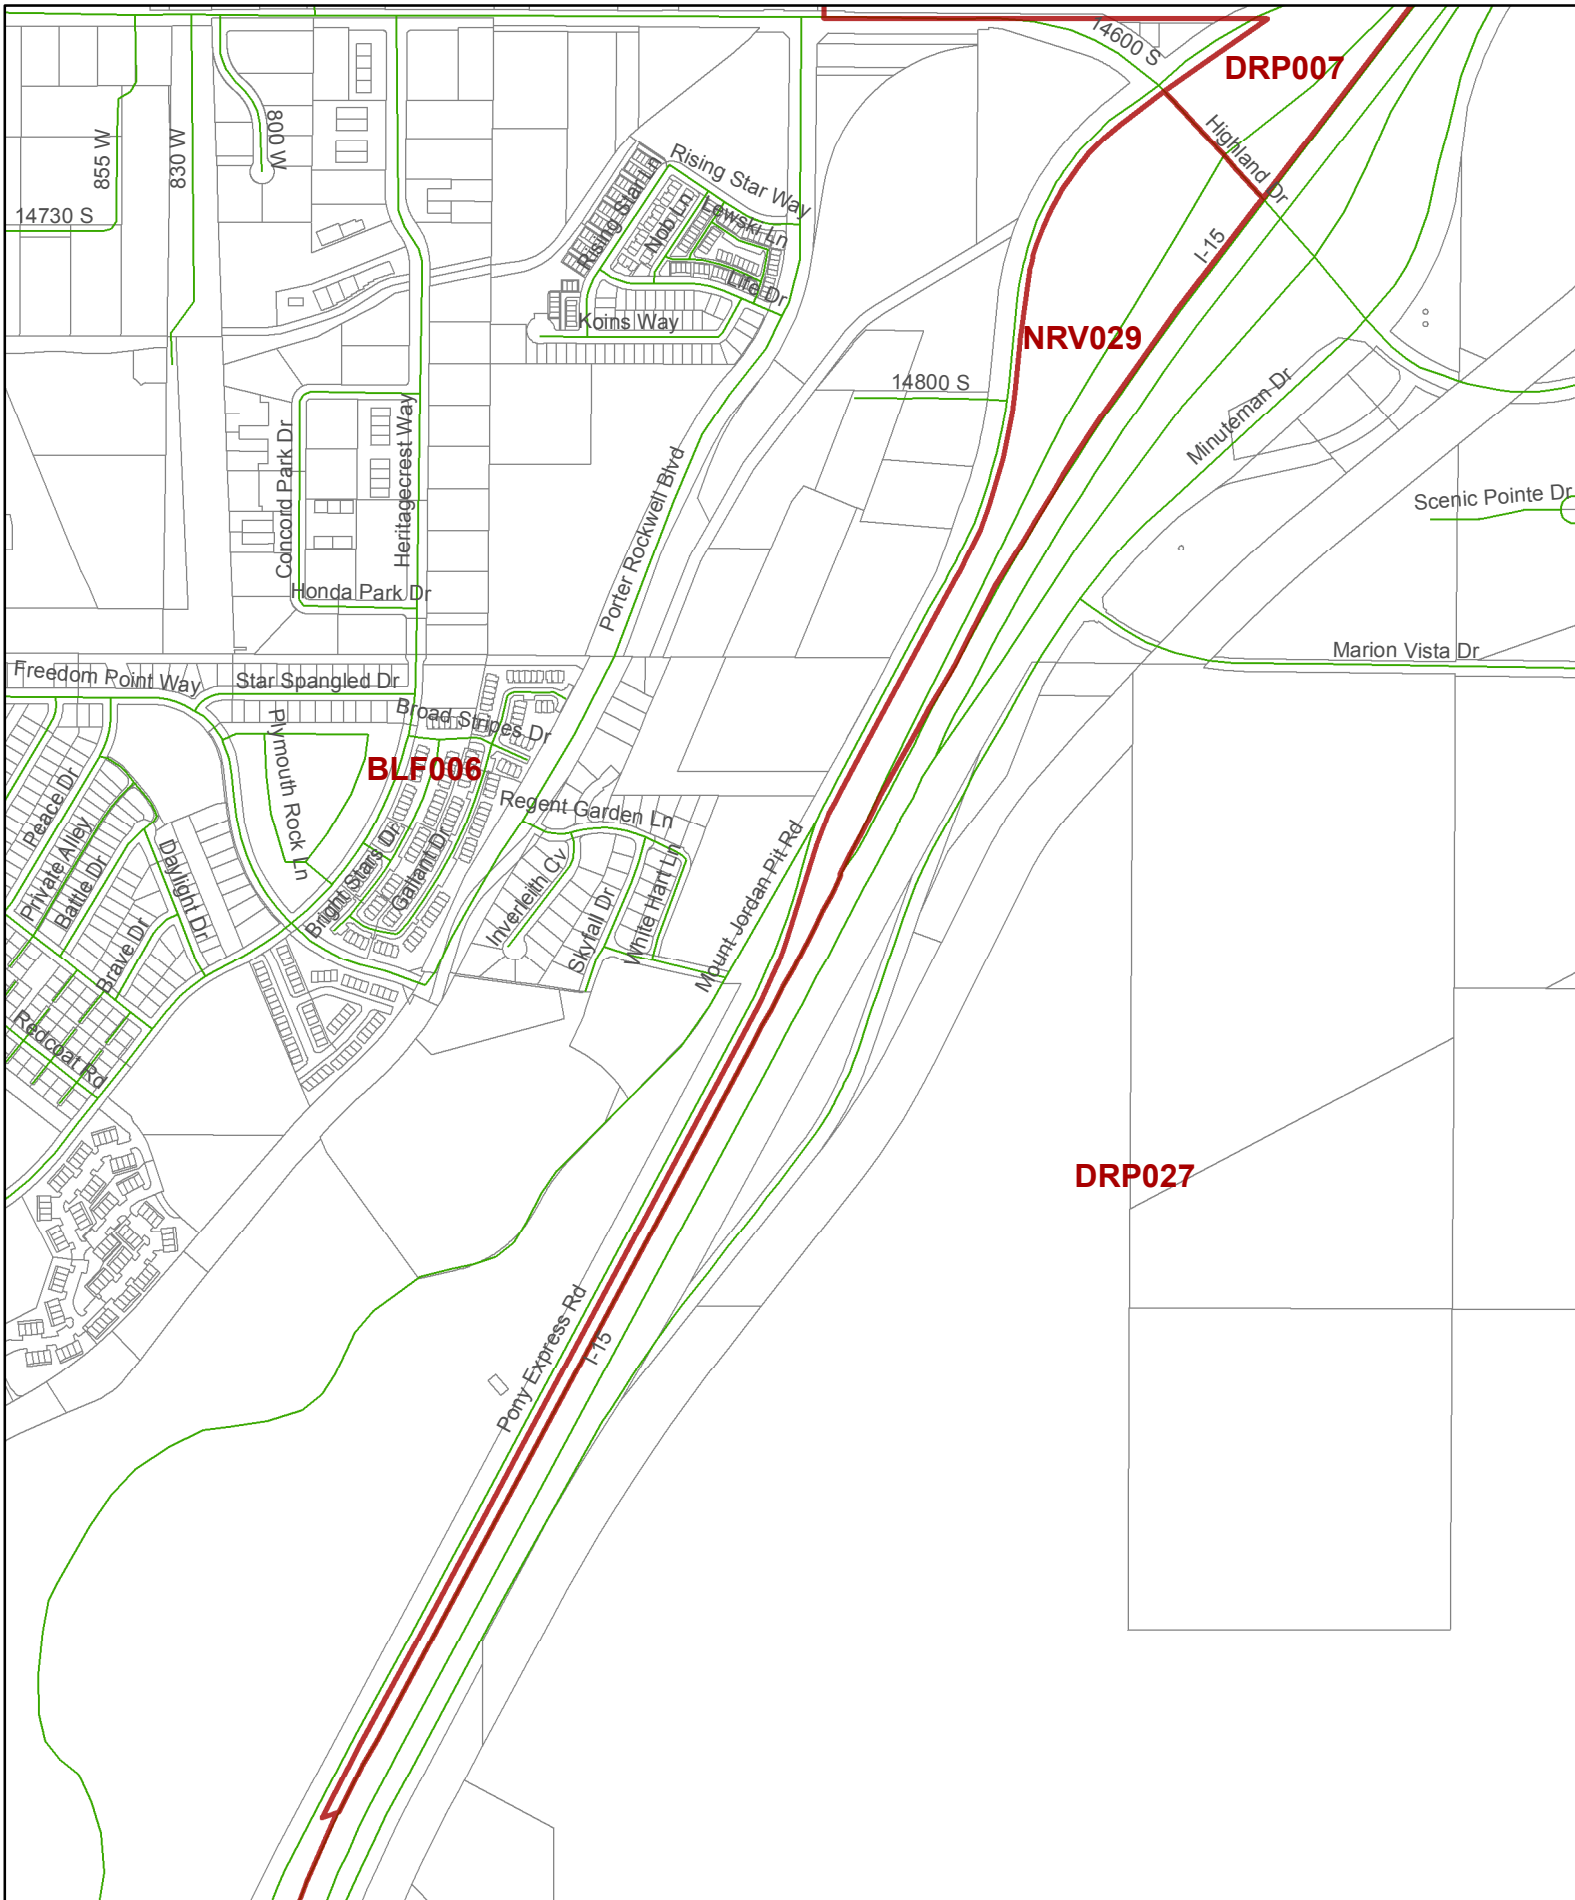 14600 S
DRP007
855 W
830 W
800 W
Highland Dr
Rising Star Way
Rising Star Ln
Nob Ln
Lewski Ln
14730 S
I-15
Life Dr
Koins Way
NRV029
14800 S
Minuteman Dr
Concord Park Dr
Heritagecrest Way
Porter Rockwell Blvd
Scenic Pointe Dr
Honda Park Dr
Marion Vista Dr
Freedom Point Way
Star Spangled Dr
Broad Stripes Dr
Plymouth Rock Ln
BLF006
Regent Garden Ln
Peace Dr
Private Alley
Battle Dr
Daylight Dr
Bright Stars Dr
Gallant Dr
Inverleith Cv
Skyfall Dr
White Hart Ln
Mount Jordan Pit Rd
Brave Dr
Redcoat Rd
DRP027
Pony Express Rd
I-15